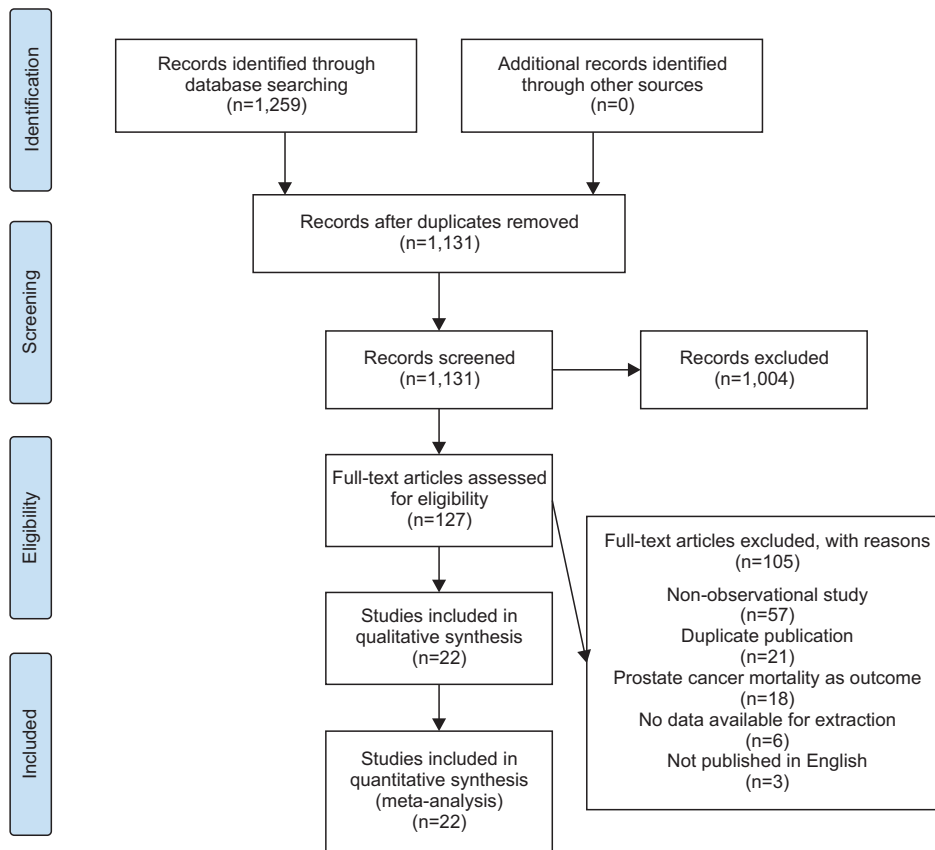 Identification
Records identified through
database searching
(n=1,259)
Additional records identified
through other sources
(n=0)
Records after duplicates removed
(n=1,131)
Screening
Records screened
(n=1,131)
Records excluded
(n=1,004)
Eligibility
Full-text articles assessed
for eligibility
(n=127)
Full-text articles excluded, with reasons
(n=105)
Non-observational study
(n=57)
Duplicate publication
(n=21)
Prostate cancer mortality as outcome
(n=18)
No data available for extraction
(n=6)
Not published in English
(n=3)
Studies included in
qualitative synthesis
(n=22)
Included
Studies included in
quantitative synthesis
(meta-analysis)
(n=22)